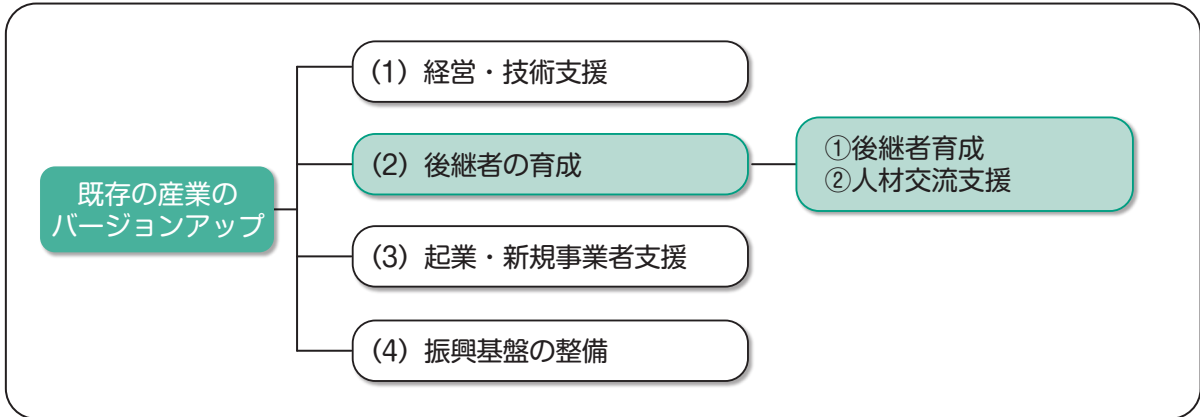 既存の産業の
バージョンアップ
(1) 経営・技術支援
(2) 後継者の育成
①後継者育成
②人材交流支援
(3) 起業・新規事業者支援
(4) 振興基盤の整備